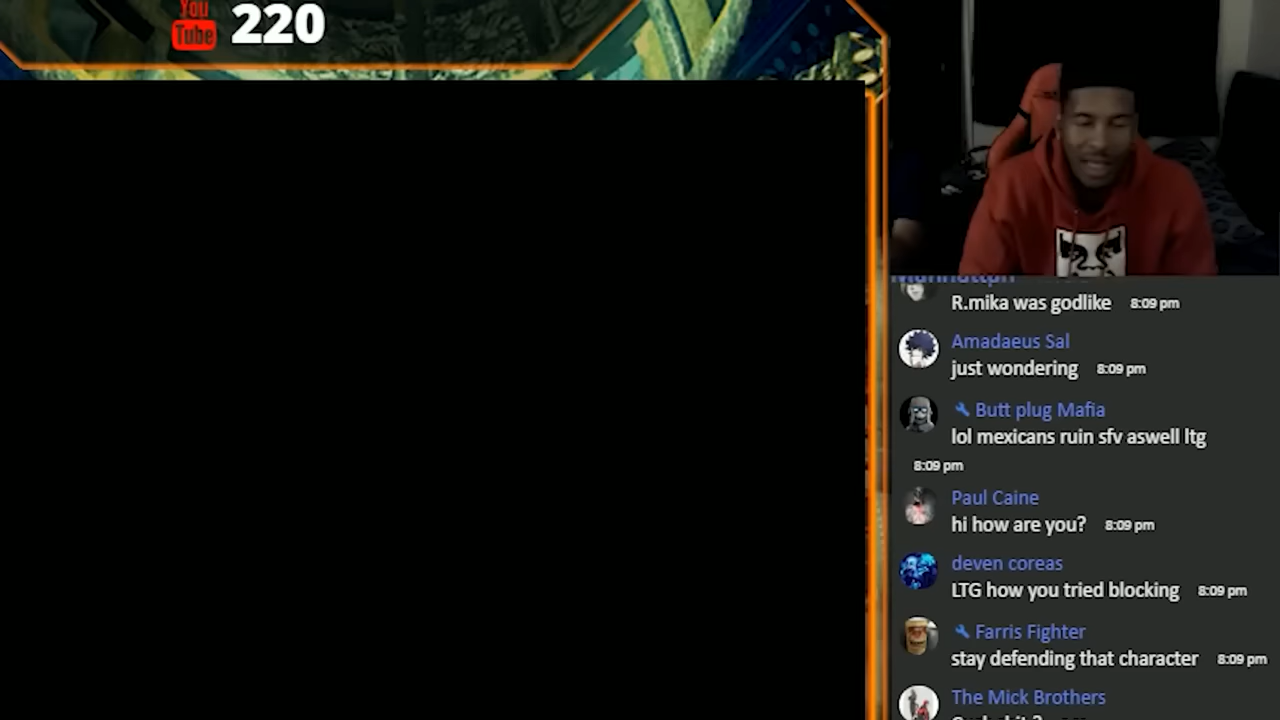 You
Tube 220
R.mika was godlike 8:09 pm
Amadaeus Sal
just wondering 8:09 pm
Butt plug Mafia
lol mexicans ruin sfv aswell ltg
8:09 pm
Paul Caine
hi how are you? 8:09 pm
deven coreas
LTG how you tried blocking 8:09 pm
Farris Fighter
stay defending that character 8:09 pm
The Mick Brothers